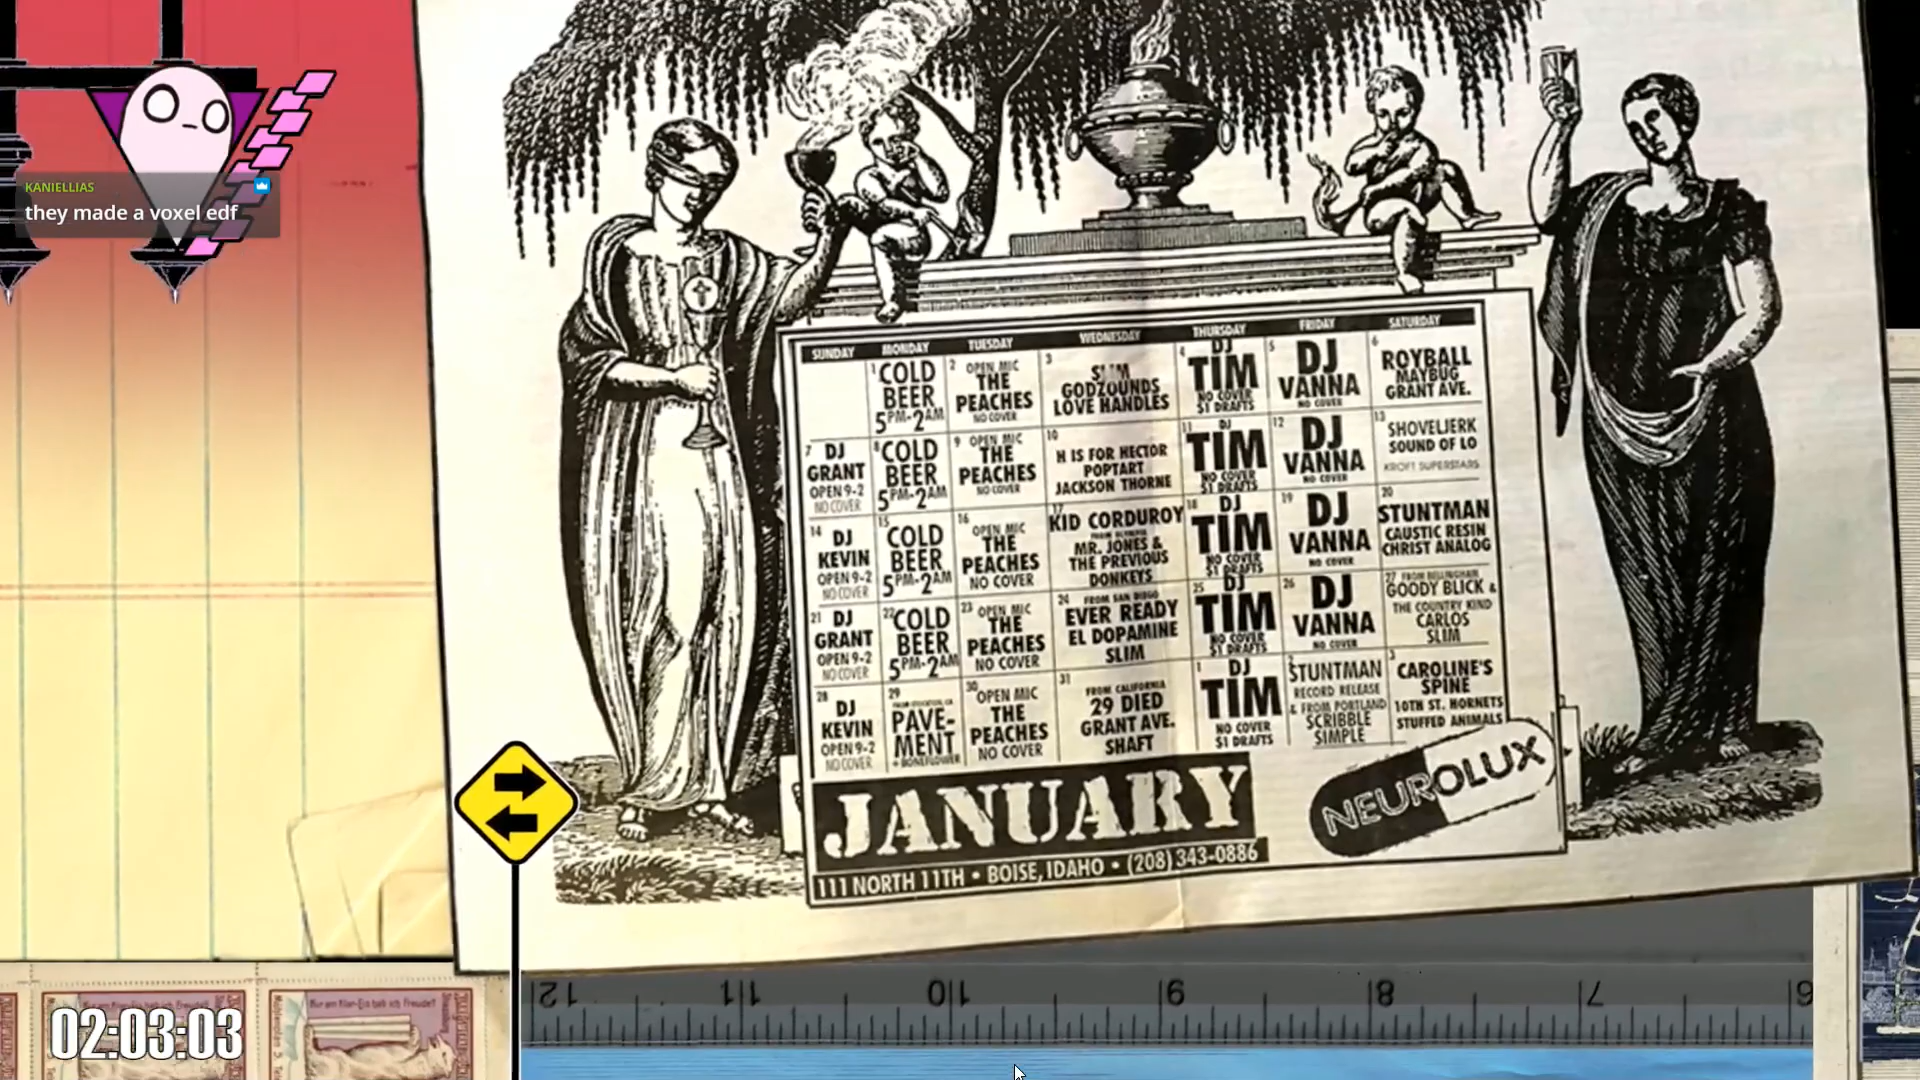 KANIELLIAS
they made a voxel edf
SUNDAY MONDAY TUESDAY WEDNESDAY THURSDAY FRIDAY SATURDAY
1 COLD BEER 5PM-2AM
2 OPEN MIC THE PEACHES NO COVER
3 GODZOUNDS LOVE HANDLES
4 DJ TIM NO COVER $1 DRAFTS
5 DJ VANNA NO COVER
6 ROYBALL MAYBUG GRANT AVE.
7 DJ GRANT OPEN 9-2 NO COVER
8 COLD BEER 5PM-2AM
9 OPEN MIC THE PEACHES NO COVER
10 H IS FOR HECTOR POPTART JACKSON THORNE
11 DJ TIM NO COVER $1 DRAFTS
12 DJ VANNA NO COVER
13 SHOVELJERK SOUND OF LO KROFT SUPERSTARS
14 DJ KEVIN OPEN 9-2 NO COVER
15 COLD BEER 5PM-2AM
16 OPEN MIC THE PEACHES NO COVER
17 KID CORDUROY FROM OLYMPIA MR. JONES & THE PREVIOUS DONKEYS
18 DJ TIM NO COVER $1 DRAFTS
19 DJ VANNA NO COVER
20 STUNTMAN CAUSTIC RESIN CHRIST ANALOG
21 DJ GRANT OPEN 9-2 NO COVER
22 COLD BEER 5PM-2AM
23 OPEN MIC THE PEACHES NO COVER
24 FROM SAN DIEGO EVER READY EL DOPAMINE SLIM
25 DJ TIM NO COVER $1 DRAFTS
26 DJ VANNA NO COVER
27 FROM BELLINGHAM GOODY BLICK & THE COUNTRY KIND CARLOS SLIM
28 DJ KEVIN OPEN 9-2 NO COVER
29 PAVE-MENT + BONEFLOWER
30 OPEN MIC THE PEACHES NO COVER
31 FROM CALIFORNIA 29 DIED GRANT AVE. SHAFT
1 DJ TIM NO COVER $1 DRAFTS
2 STUNTMAN RECORD RELEASE & FROM PORTLAND SCRIBBLE SIMPLE
3 CAROLINE'S SPINE 10TH ST. HORNETS STUFFED ANIMALS
JANUARY
NEUROLUX
111 NORTH 11TH • BOISE, IDAHO • (208) 343-0886
12 11 10 9 8 7 6
Nur am Klar-Ein hab ich Freude!
02:03:03